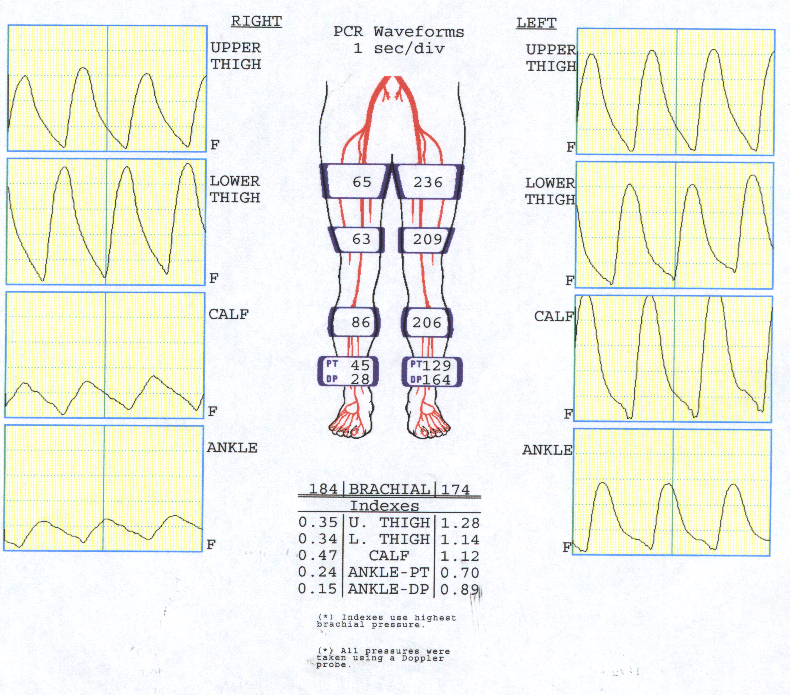 RIGHT
PCR Waveforms
1 sec/div
LEFT
UPPER
THIGH
F
UPPER
THIGH
F
LOWER
THIGH
F
65
236
LOWER
THIGH
F
63
209
CALF
F
86
206
CALF
F
PT 45
DP 28
PT 129
DP 164
ANKLE
F
ANKLE
F
184 BRACHIAL 174
Indexes
0.35 U. THIGH 1.28
0.34 L. THIGH 1.14
0.47 CALF 1.12
0.24 ANKLE-PT 0.70
0.15 ANKLE-DP 0.89
(*) Indexes use highest
brachial pressure.
(*) All pressures were
taken using a Doppler
probe.